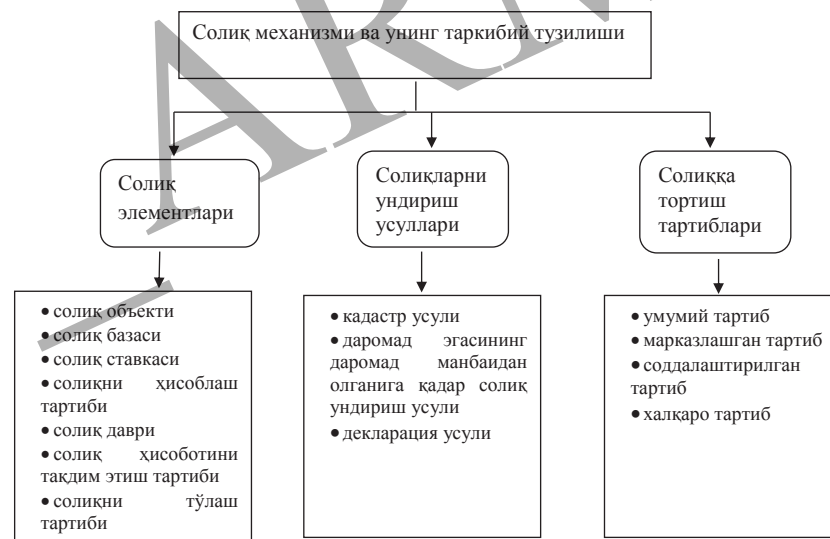 Солиқ механизми ва унинг таркибий тузилиши
Солиқ
элементлари
Солиқларни
ундириш
усуллари
Солиққа
тортиш
тартиблари
• солиқ объекти
• солиқ базаси
• солиқ ставкаси
• солиқни ҳисоблаш
тартиби
• солиқ даври
• солиқ ҳисоботини
тақдим этиш тартиби
• солиқни тўлаш
тартиби
• кадастр усули
• даромад эгасининг
даромад манбаидан
олганига қадар солиқ
ундириш усули
• декларация усули
• умумий тартиб
• марказлашган тартиб
• соддалаштирилган
тартиб
• халқаро тартиб